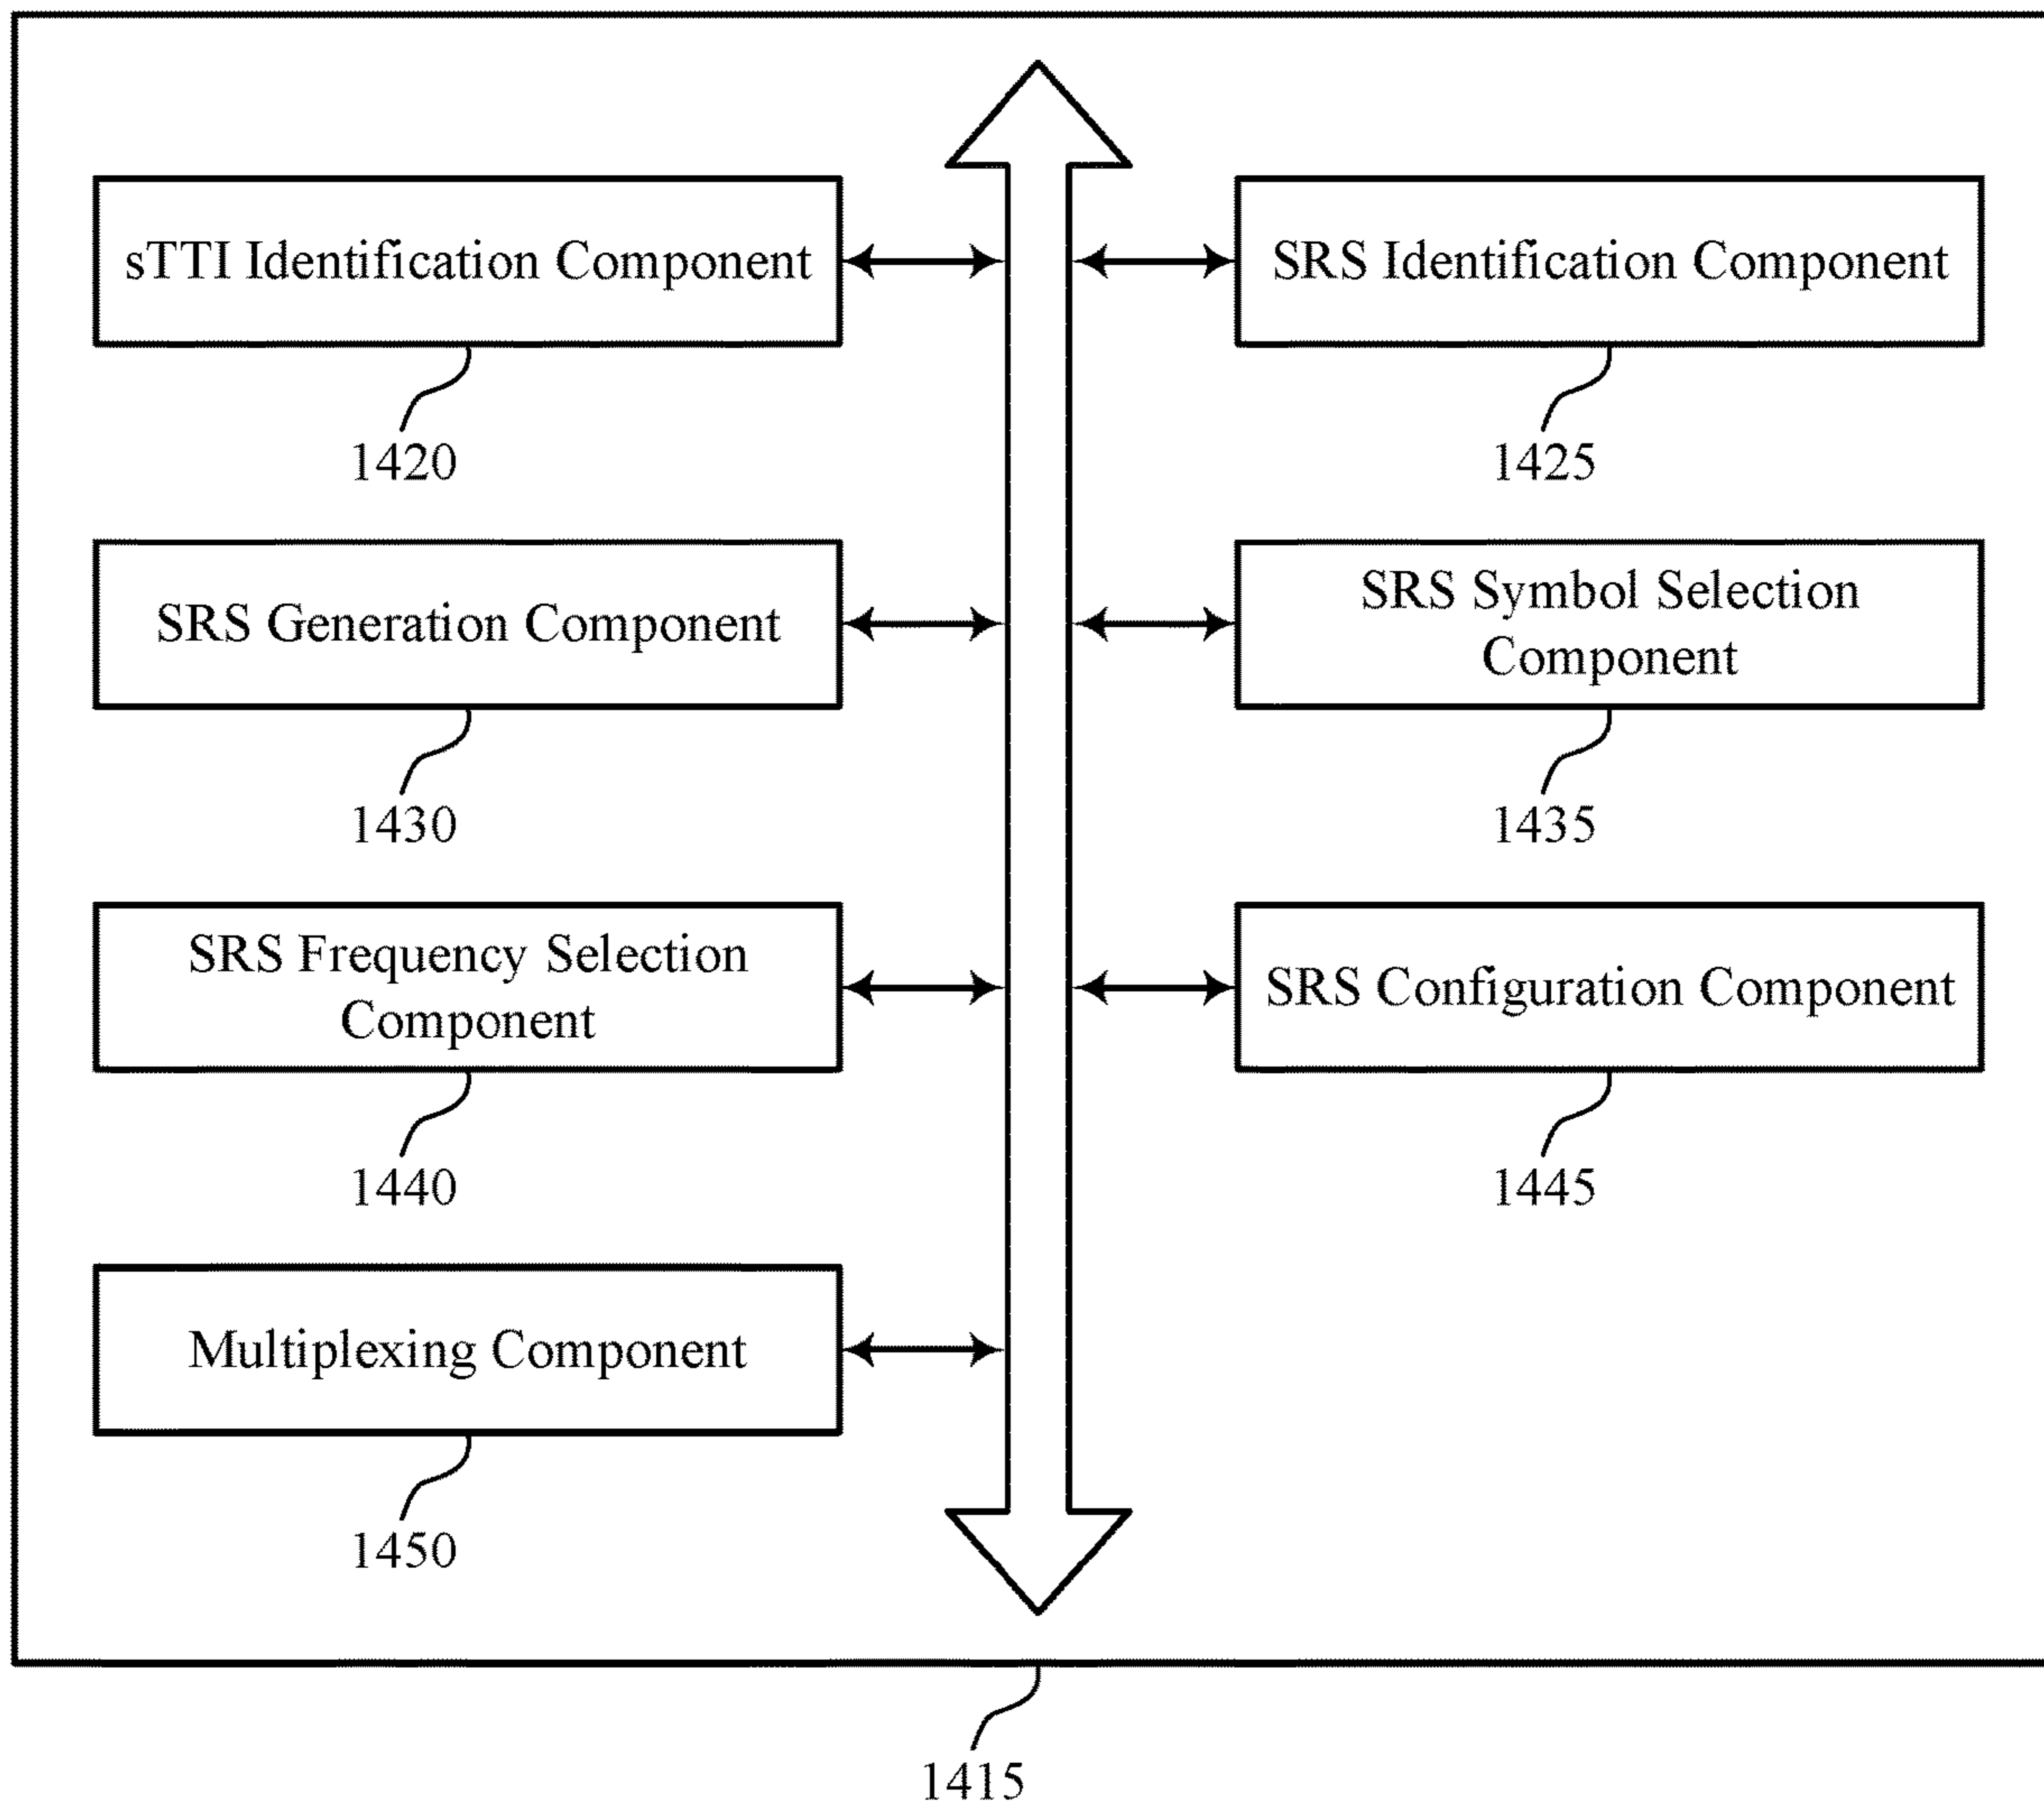 sTTI Identification Component
SRS Identification Component
1420
1425
SRS Generation Component
SRS Symbol Selection
Component
1430
1435
SRS Frequency Selection
Component
SRS Configuration Component
1440
1445
Multiplexing Component
1450
1415